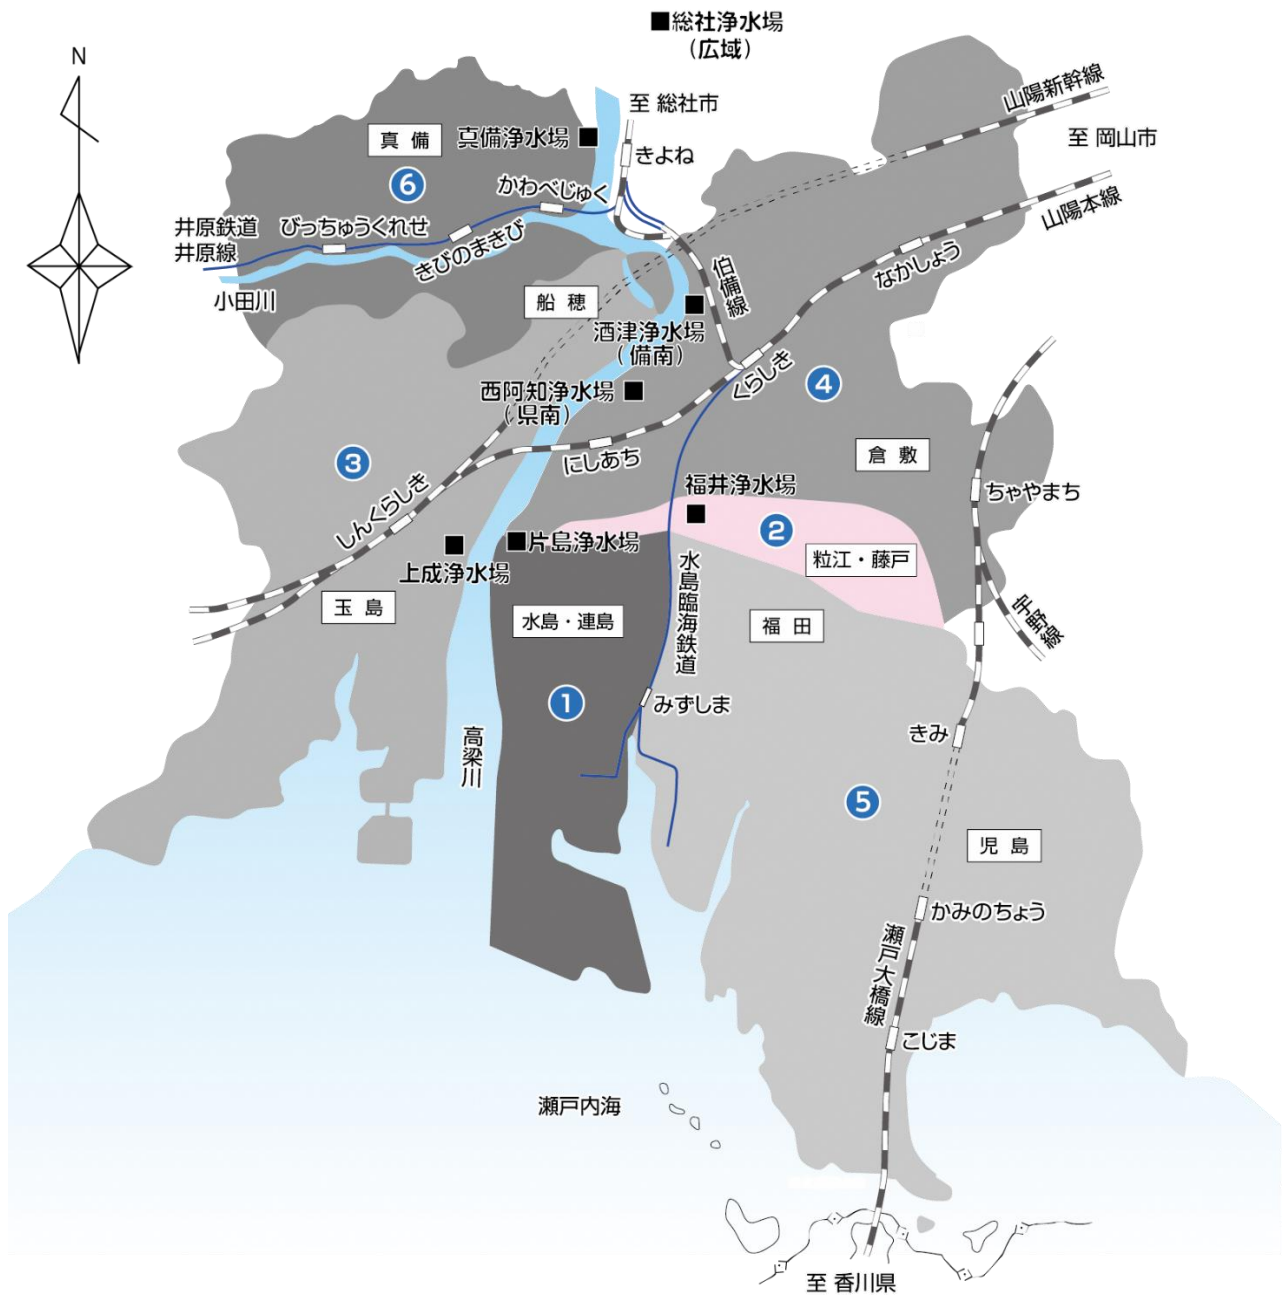 ■総社浄水場
(広域)
N
至 総社市
山陽新幹線
至 岡山市
真 備
真備浄水場
きよね
6
かわべじゅく
山陽本線
井原鉄道
井原線
びっちゅうくれせ
きびのまきび
なかしょう
小田川
船 穂
伯備線
酒津浄水場
(備南)
くらしき
4
西阿知浄水場
(県南)
倉 敷
3
にしあち
ちゃやまち
しんくらしき
福井浄水場
2
片島浄水場
上成浄水場
粒江・藤戸
玉 島
水島・連島
水島臨海鉄道
福 田
宇野線
1
みずしま
きみ
高梁川
5
児 島
かみのちょう
瀬戸大橋線
こじま
瀬戸内海
至 香川県